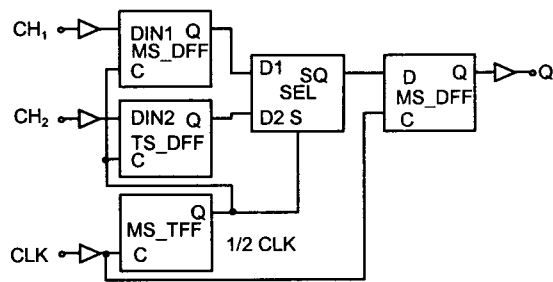 CH₁
DIN1 Q
MS_DFF
C
D1
SQ
SEL
D2 S
D Q
MS_DFF
C
Q
CH₂
DIN2 Q
TS_DFF
C
Q
MS_TFF
C
1/2 CLK
CLK